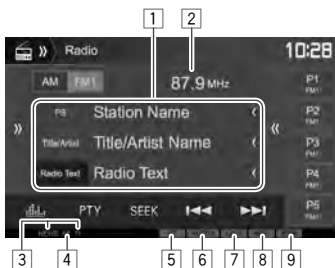 1 2
Radio 10:28
AM FM1 87.9 MHz P1
FM1
PS Station Name P2
FM1
Title/Artist Title/Artist Name P3
FM1
Radio Text Radio Text P4
FM1
PTY SEEK P5
FM1
NEWS
3 4 5 6 7 8 9